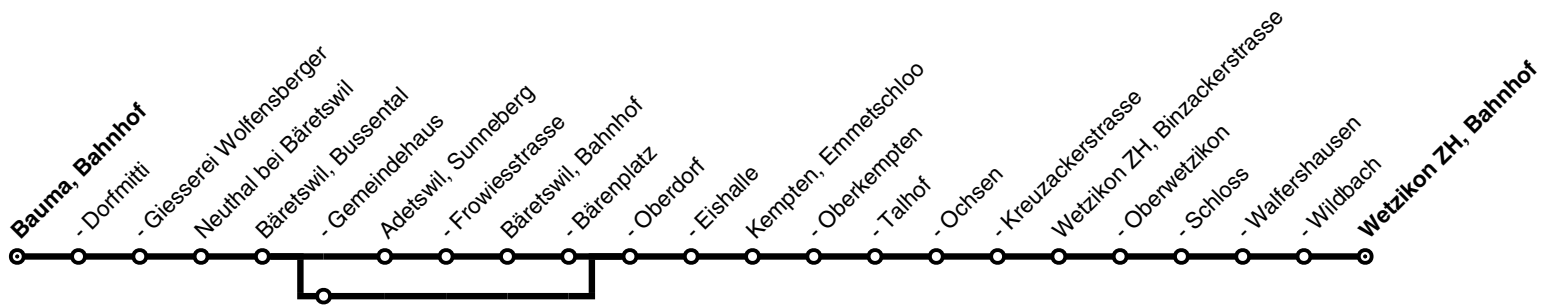 Bauma, Bahnhof
- Dorfmitti
- Giesserei Wolfensberger
Neuthal bei Bäretswil
Bäretswil, Bussental
- Gemeindehaus
Adetswil, Sunneberg
- Frowiesstrasse
Bäretswil, Bahnhof
- Bärenplatz
- Oberdorf
- Eishalle
Kempten, Emmetschloo
- Oberkempten
- Talhof
- Ochsen
- Kreuzackerstrasse
Wetzikon ZH, Binzackerstrasse
- Oberwetzikon
- Schloss
- Walfershausen
- Wildbach
Wetzikon ZH, Bahnhof